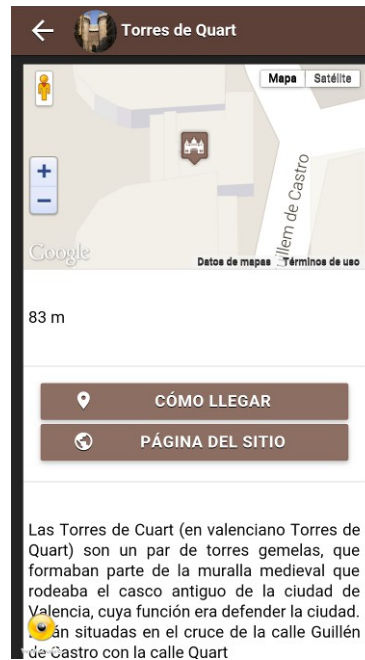 Torres de Quart
Mapa Satélite
+
−
Guillem de Castro
Google
Datos de mapas Términos de uso
83 m
CÓMO LLEGAR
PÁGINA DEL SITIO
Las Torres de Cuart (en valenciano Torres de
Quart) son un par de torres gemelas, que
formaban parte de la muralla medieval que
rodeaba el casco antiguo de la ciudad de
Valencia, cuya función era defender la ciudad.
án situadas en el cruce de la calle Guillén
de Castro con la calle Quart